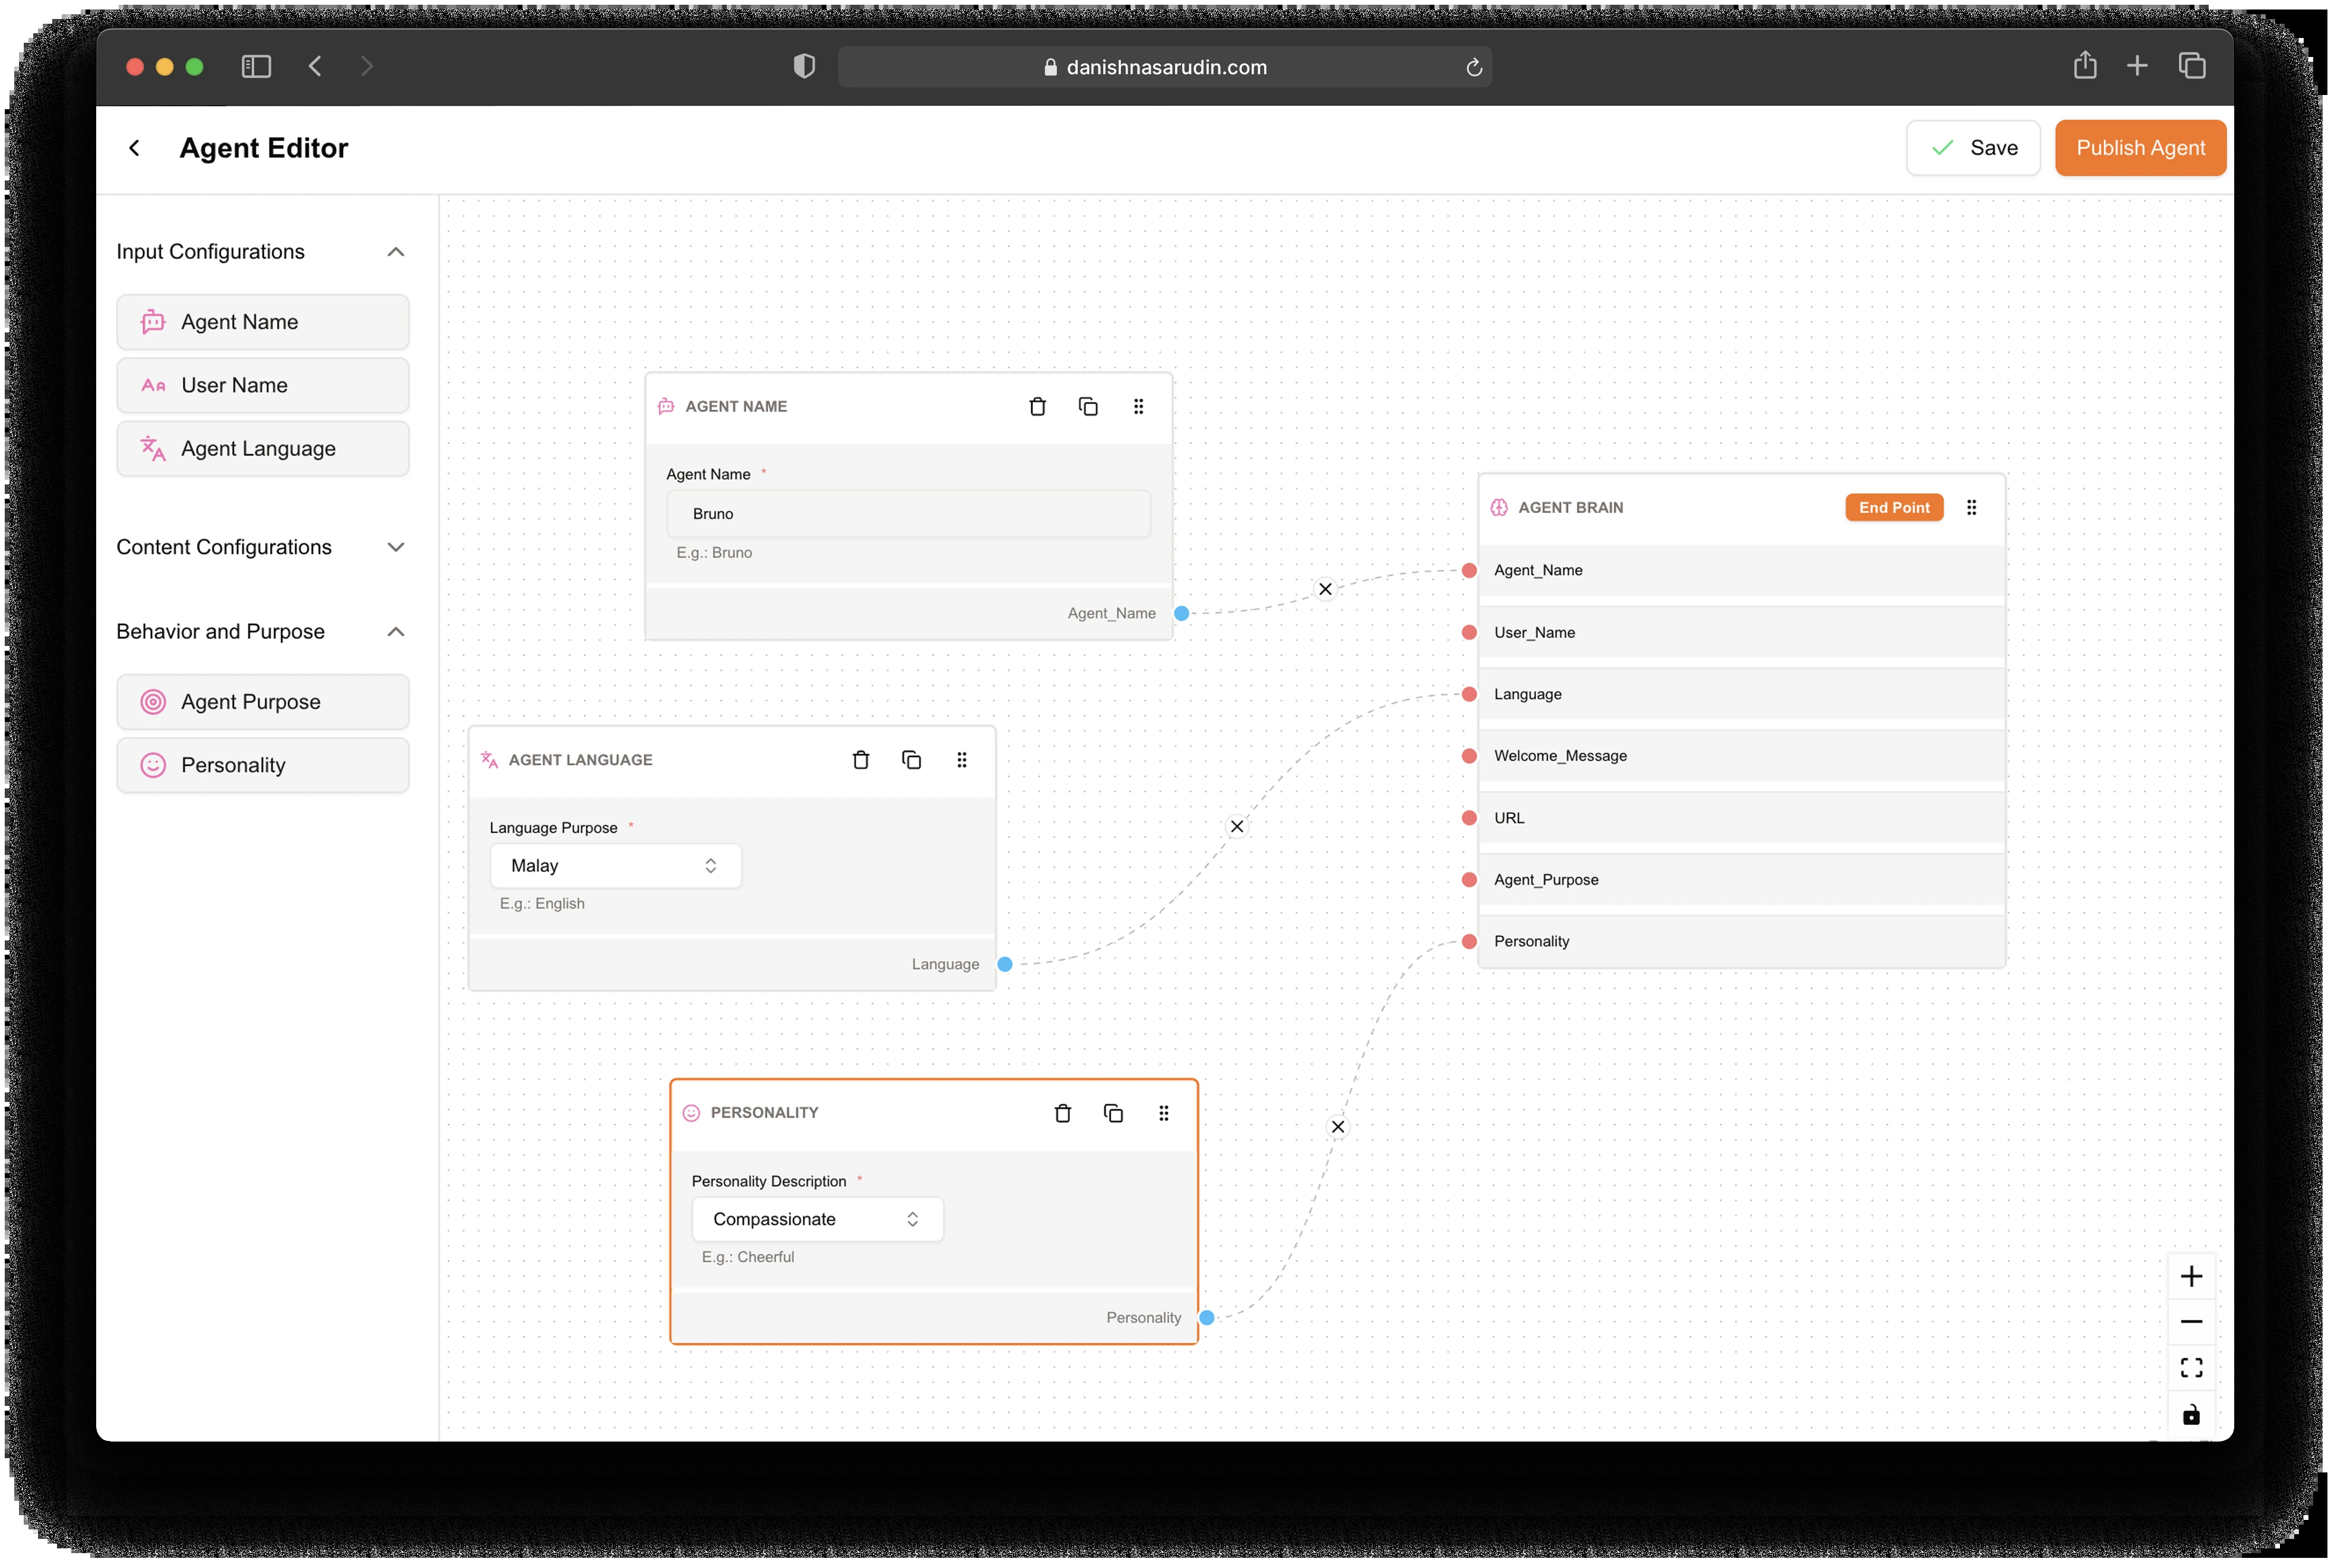 danishnasarudin.com
Agent Editor
Save
Publish Agent
Input Configurations
Agent Name
User Name
Agent Language
Content Configurations
Behavior and Purpose
Agent Purpose
Personality
AGENT NAME
Agent Name *
Bruno
E.g.: Bruno
Agent_Name
AGENT LANGUAGE
Language Purpose *
Malay
E.g.: English
Language
PERSONALITY
Personality Description *
Compassionate
E.g.: Cheerful
Personality
AGENT BRAIN
End Point
Agent_Name
User_Name
Language
Welcome_Message
URL
Agent_Purpose
Personality